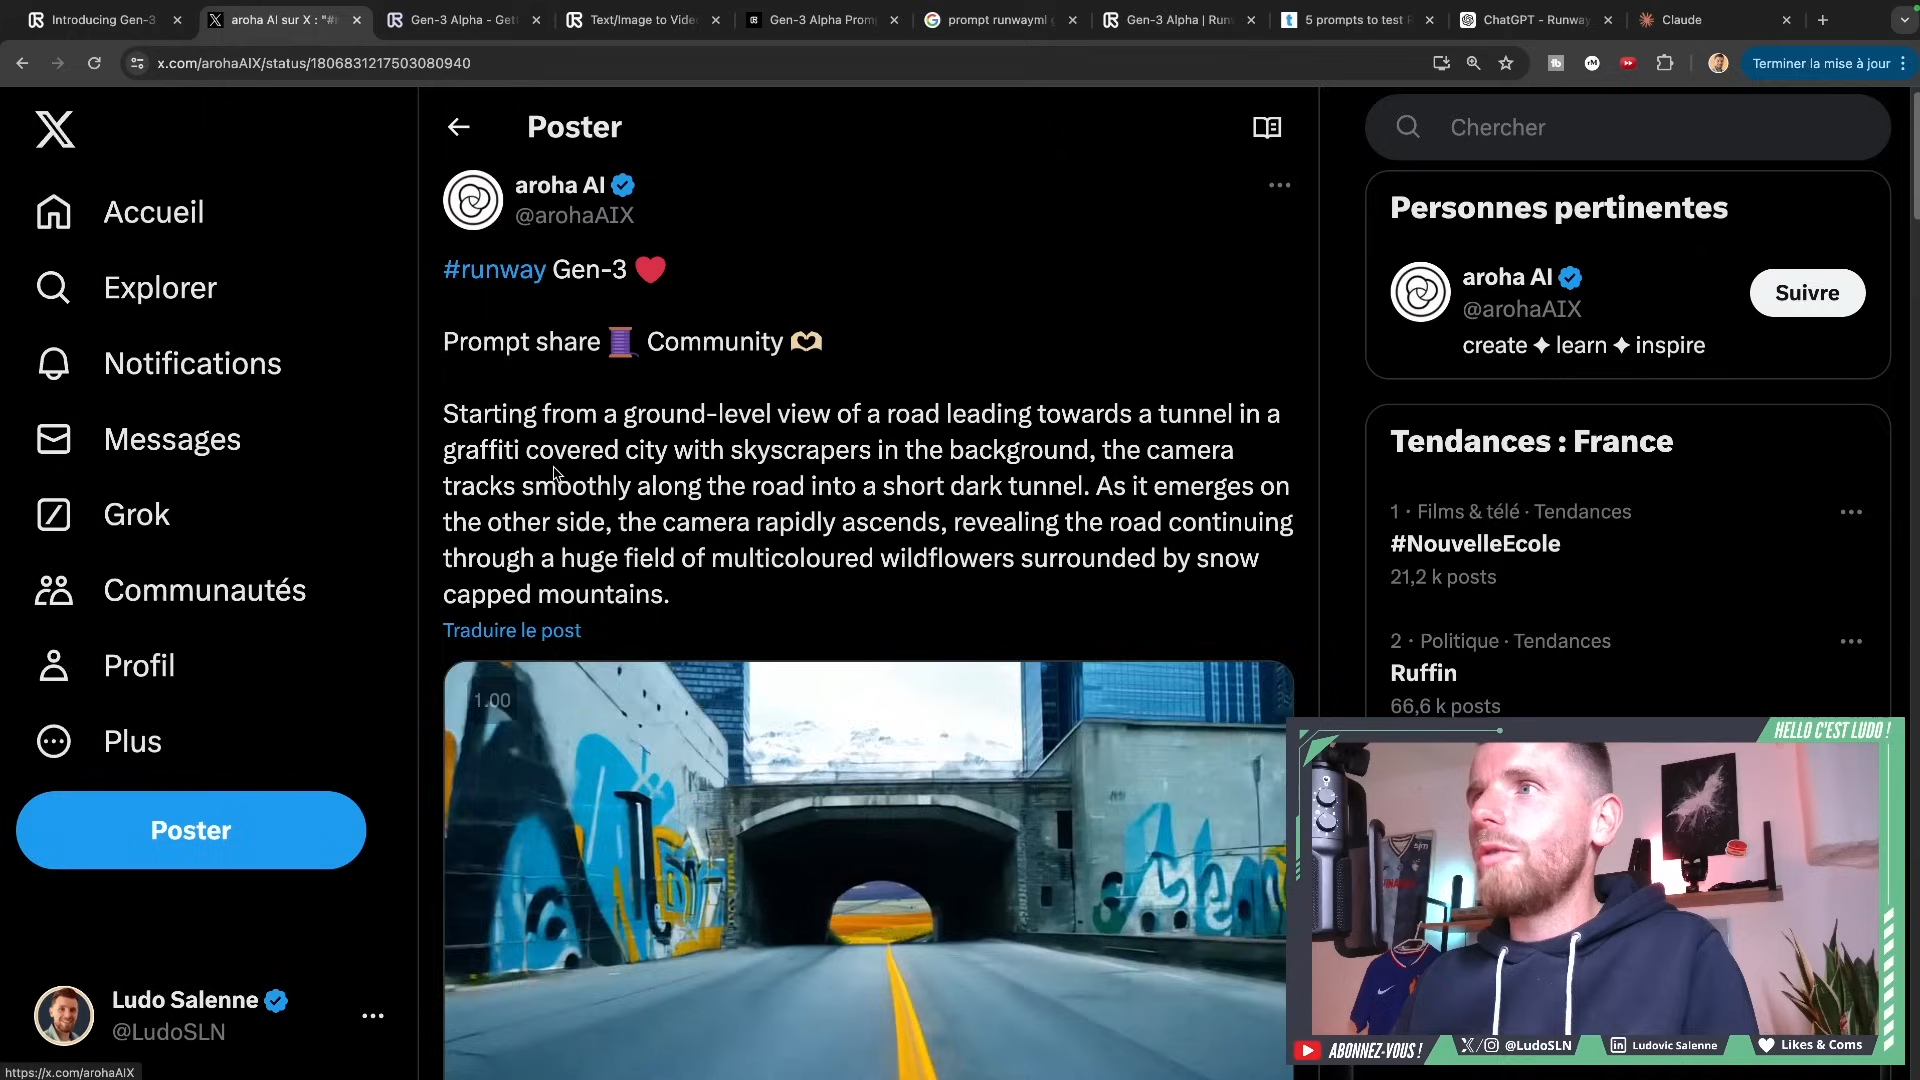 Introducing Gen-3
aroha AI sur X : "#r
Gen-3 Alpha - Gett
Text/Image to Vide
Gen-3 Alpha Prom
prompt runwayml g
Gen-3 Alpha | Run
5 prompts to test
ChatGPT - Runway
Claude
x.com/arohaAIX/status/1806831217503080940
Terminer la mise à jour
Poster
Chercher
aroha AI
@arohaAIX
#runway Gen-3
Prompt share Community
Starting from a ground-level view of a road leading towards a tunnel in a
graffiti covered city with skyscrapers in the background, the camera
tracks smoothly along the road into a short dark tunnel. As it emerges on
the other side, the camera rapidly ascends, revealing the road continuing
through a huge field of multicoloured wildflowers surrounded by snow
capped mountains.
Traduire le post
1.00
Accueil
Explorer
Notifications
Messages
Grok
Communautés
Profil
Plus
Poster
Ludo Salenne
@LudoSLN
https://x.com/arohaAIX
Personnes pertinentes
aroha AI
@arohaAIX
Suivre
create ✦ learn ✦ inspire
Tendances : France
1 · Films & télé · Tendances
#NouvelleEcole
21,2 k posts
2 · Politique · Tendances
Ruffin
66,6 k posts
HELLO C'EST LUDO !
ABONNEZ-VOUS !
@LudoSLN
Ludovic Salenne
Likes & Coms